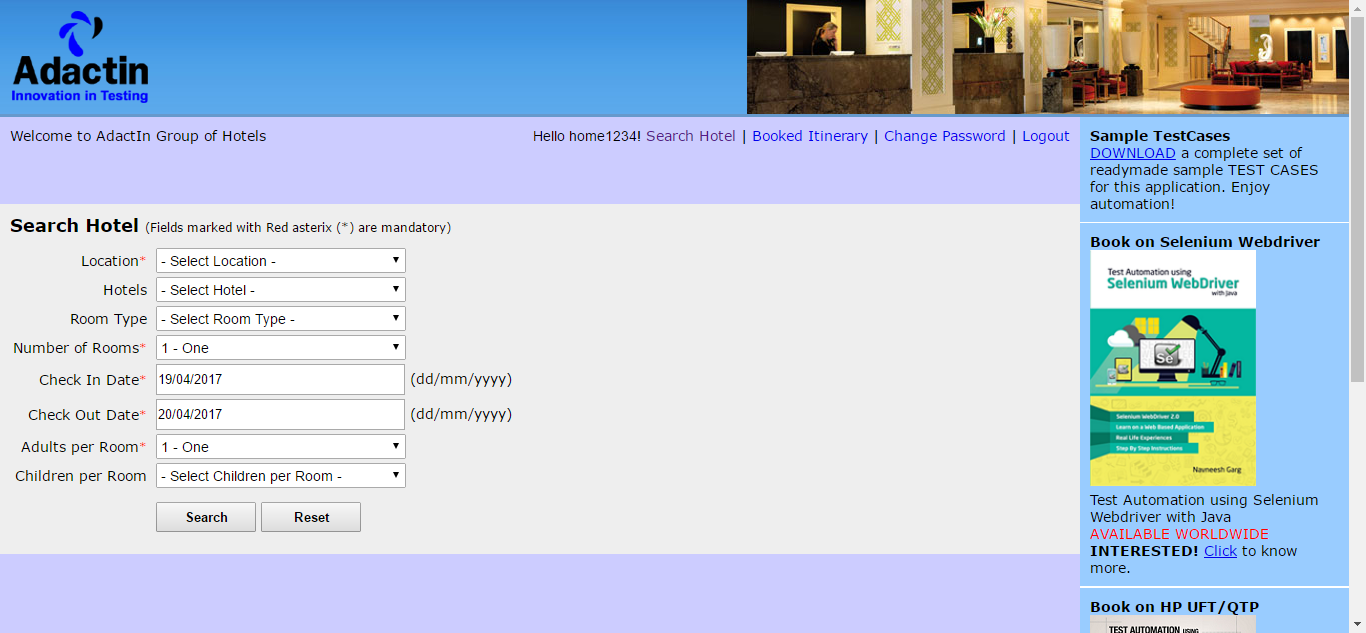 Adactin
Innovation in Testing
Welcome to AdactIn Group of Hotels
Hello home1234! Search Hotel | Booked Itinerary | Change Password | Logout
Search Hotel (Fields marked with Red asterix (*) are mandatory)
Location* - Select Location -
Hotels - Select Hotel -
Room Type - Select Room Type -
Number of Rooms* 1 - One
Check In Date* 19/04/2017 (dd/mm/yyyy)
Check Out Date* 20/04/2017 (dd/mm/yyyy)
Adults per Room* 1 - One
Children per Room - Select Children per Room -
Search Reset
Sample TestCases
DOWNLOAD a complete set of
readymade sample TEST CASES
for this application. Enjoy
automation!
Book on Selenium Webdriver
Test Automation using
Selenium WebDriver
with Java
Se
Selenium WebDriver 2.0
Learn on a Web Based Application
Real Life Experiences
Step By Step Instructions
Navneesh Garg
Test Automation using Selenium
Webdriver with Java
AVAILABLE WORLDWIDE
INTERESTED! Click to know
more.
Book on HP UFT/QTP
TEST AUTOMATION USING